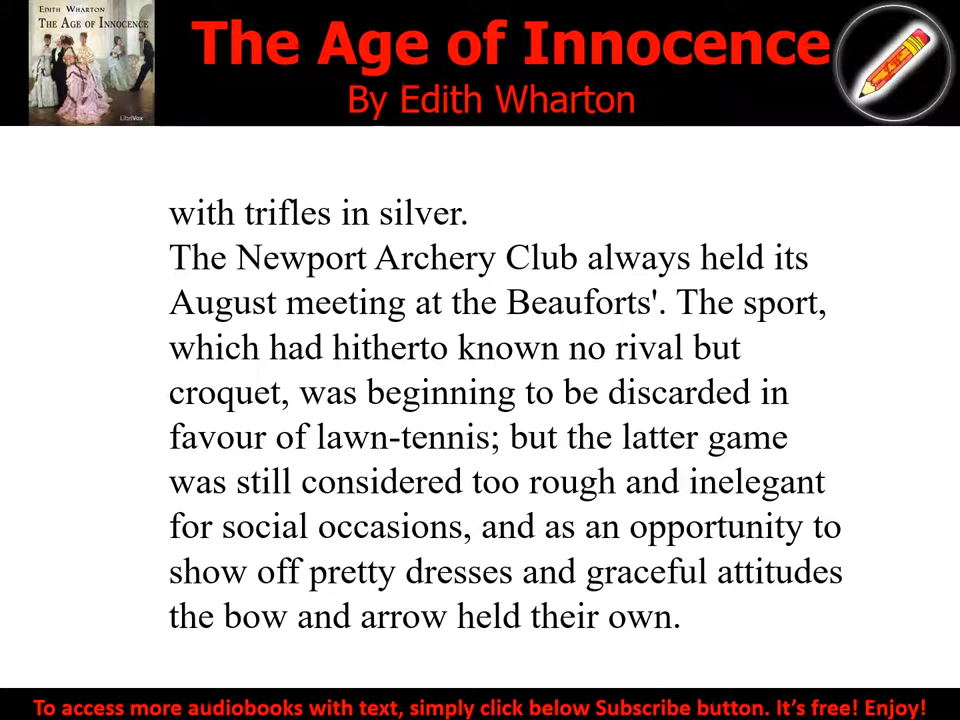 EDITH WHARTON
THE AGE OF INNOCENCE
LibriVox
The Age of Innocence
By Edith Wharton
with trifles in silver.
The Newport Archery Club always held its
August meeting at the Beauforts'. The sport,
which had hitherto known no rival but
croquet, was beginning to be discarded in
favour of lawn-tennis; but the latter game
was still considered too rough and inelegant
for social occasions, and as an opportunity to
show off pretty dresses and graceful attitudes
the bow and arrow held their own.
To access more audiobooks with text, simply click below Subscribe button. It’s free! Enjoy!